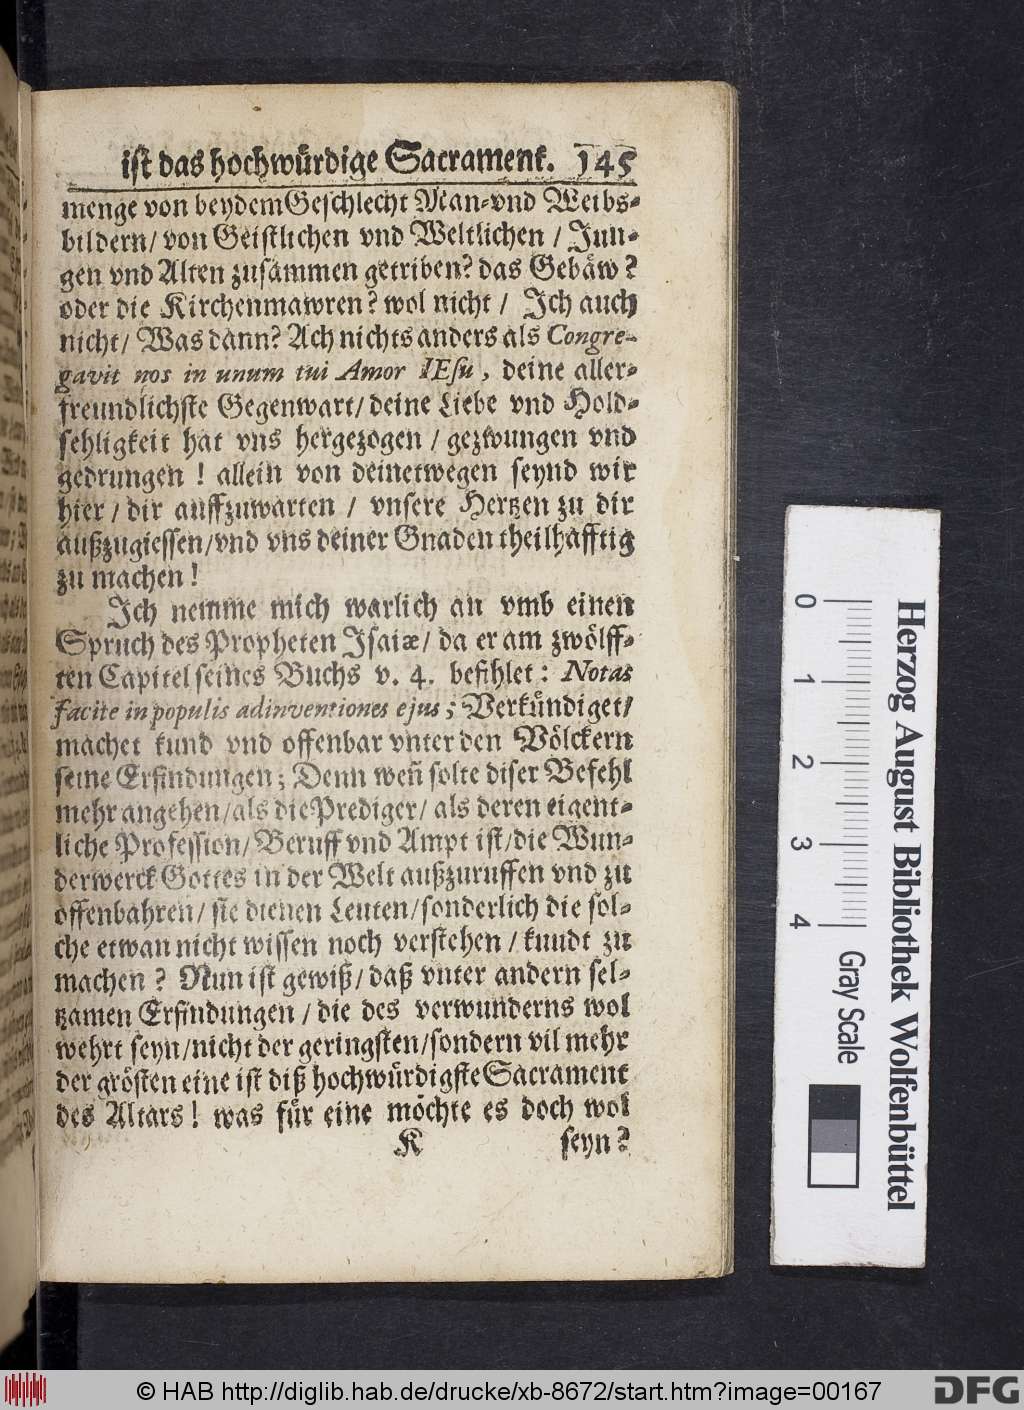 ist das hochwürdige Sacrament. 145
menge von beydem Geschlecht Man-vnd Weibs-
bildern/ von Geistlichen vnd Weltlichen / Jun-
gen vnd Alten zusammen getriben? das Gebäw?
oder die Kirchenmawren? wol nicht / Ich auch
nicht/ Was dann? Ach nichts anders als Congre-
gavit nos in unum tui Amor IEsu, deine aller-
freundlichste Gegenwart/ deine Liebe vnd Hold-
sehligkeit hat vns hergezogen / gezwungen vnd
gedrungen ! allein von deinetwegen seynd wir
hier / dir auffzuwarten / vnsere Hertzen zu dir
außzugiessen/vnd vns deiner Gnaden theilhafftig
zu machen !
Ich nemme mich warlich an vmb einen
Spruch des Propheten Isaiæ/ da er am zwölff-
ten Capitel seines Buchs v. 4. befihlet : Notas
facite in populis adinventiones ejus ; Verkündiget/
machet kund vnd offenbar vnter den Völckern
seine Erfindungen ; Denn weñ solte diser Befehl
mehr angehen/als die Prediger/ als deren eigent-
liche Profession/ Beruff vnd Ampt ist/die Wun-
derwerck Gottes in der Welt außzuruffen vnd zu
offenbahren/ sie dienen Leuten/sonderlich die sol-
che etwan nicht wissen noch verstehen / kuudt zu
machen ? Nun ist gewiß/ daß vnter andern sel-
tzamen Erfindungen / die des verwunderns wol
wehrt seyn/nicht der geringsten/sondern vil mehr
der grösten eine ist diß hochwürdigste Sacrament
des Altars ! was für eine möchte es doch wol
K seyn?
Herzog August Bibliothek Wolfenbüttel
0 1 2 3 4 Gray Scale
© HAB http://diglib.hab.de/drucke/xb-8672/start.htm?image=00167
DFG